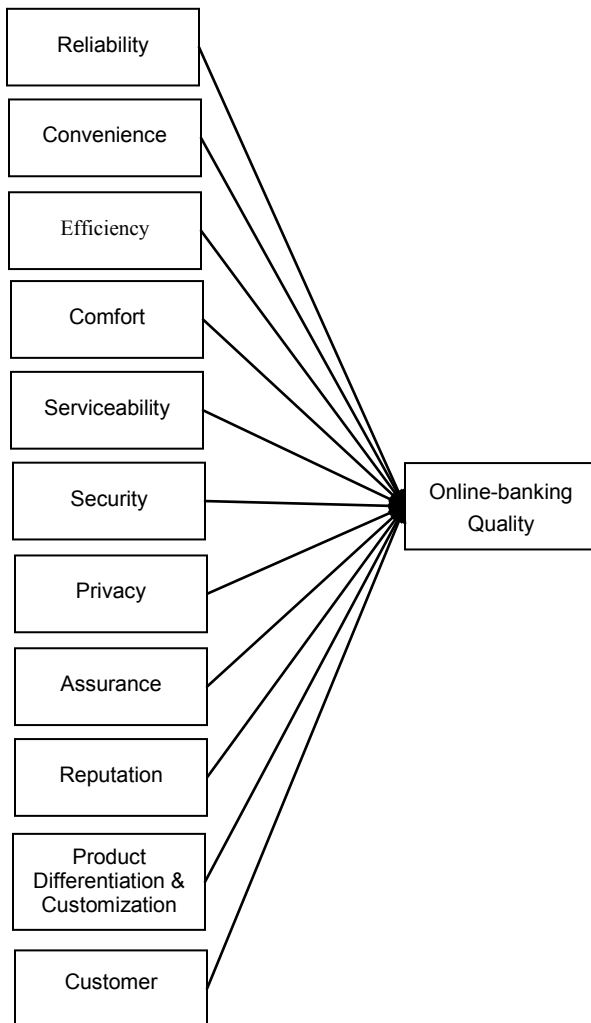 Reliability
Convenience
Efficiency
Comfort
Serviceability
Security
Online-banking
Quality
Privacy
Assurance
Reputation
Product
Differentiation &
Customization
Customer